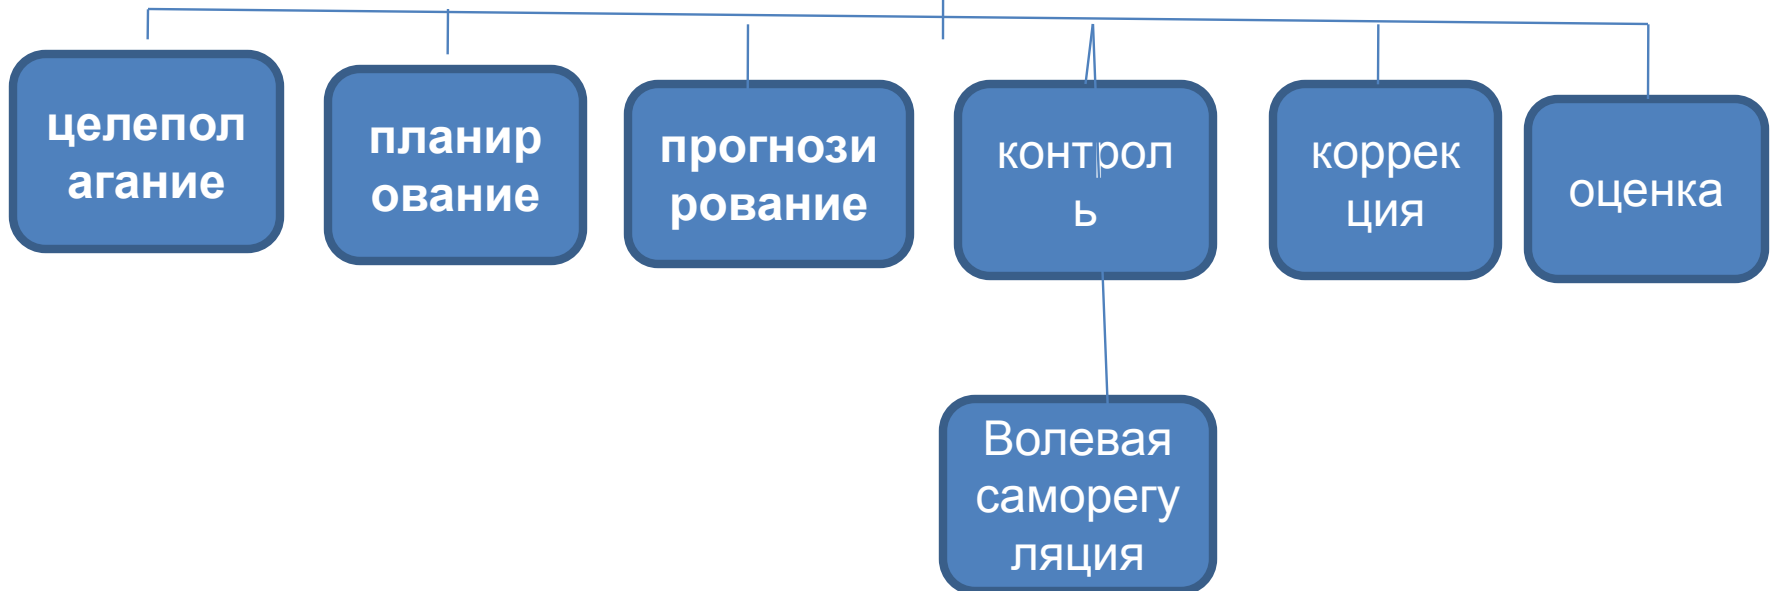 целепол
агание
планир
ование
прогнози
рование
контрол
ь
коррек
ция
оценка
Волевая
саморегу
ляция